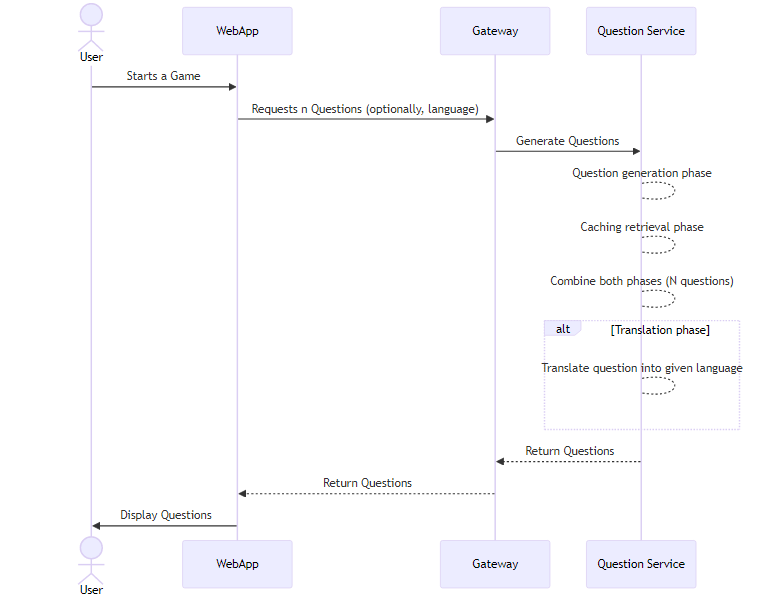 WebApp
Gateway
Question Service
User
Starts a Game
Requests n Questions (optionally, language)
Generate Questions
Question generation phase
Caching retrieval phase
Combine both phases (N questions)
alt
[Translation phase]
Translate question into given language
Return Questions
Return Questions
Display Questions
WebApp
Gateway
Question Service
User